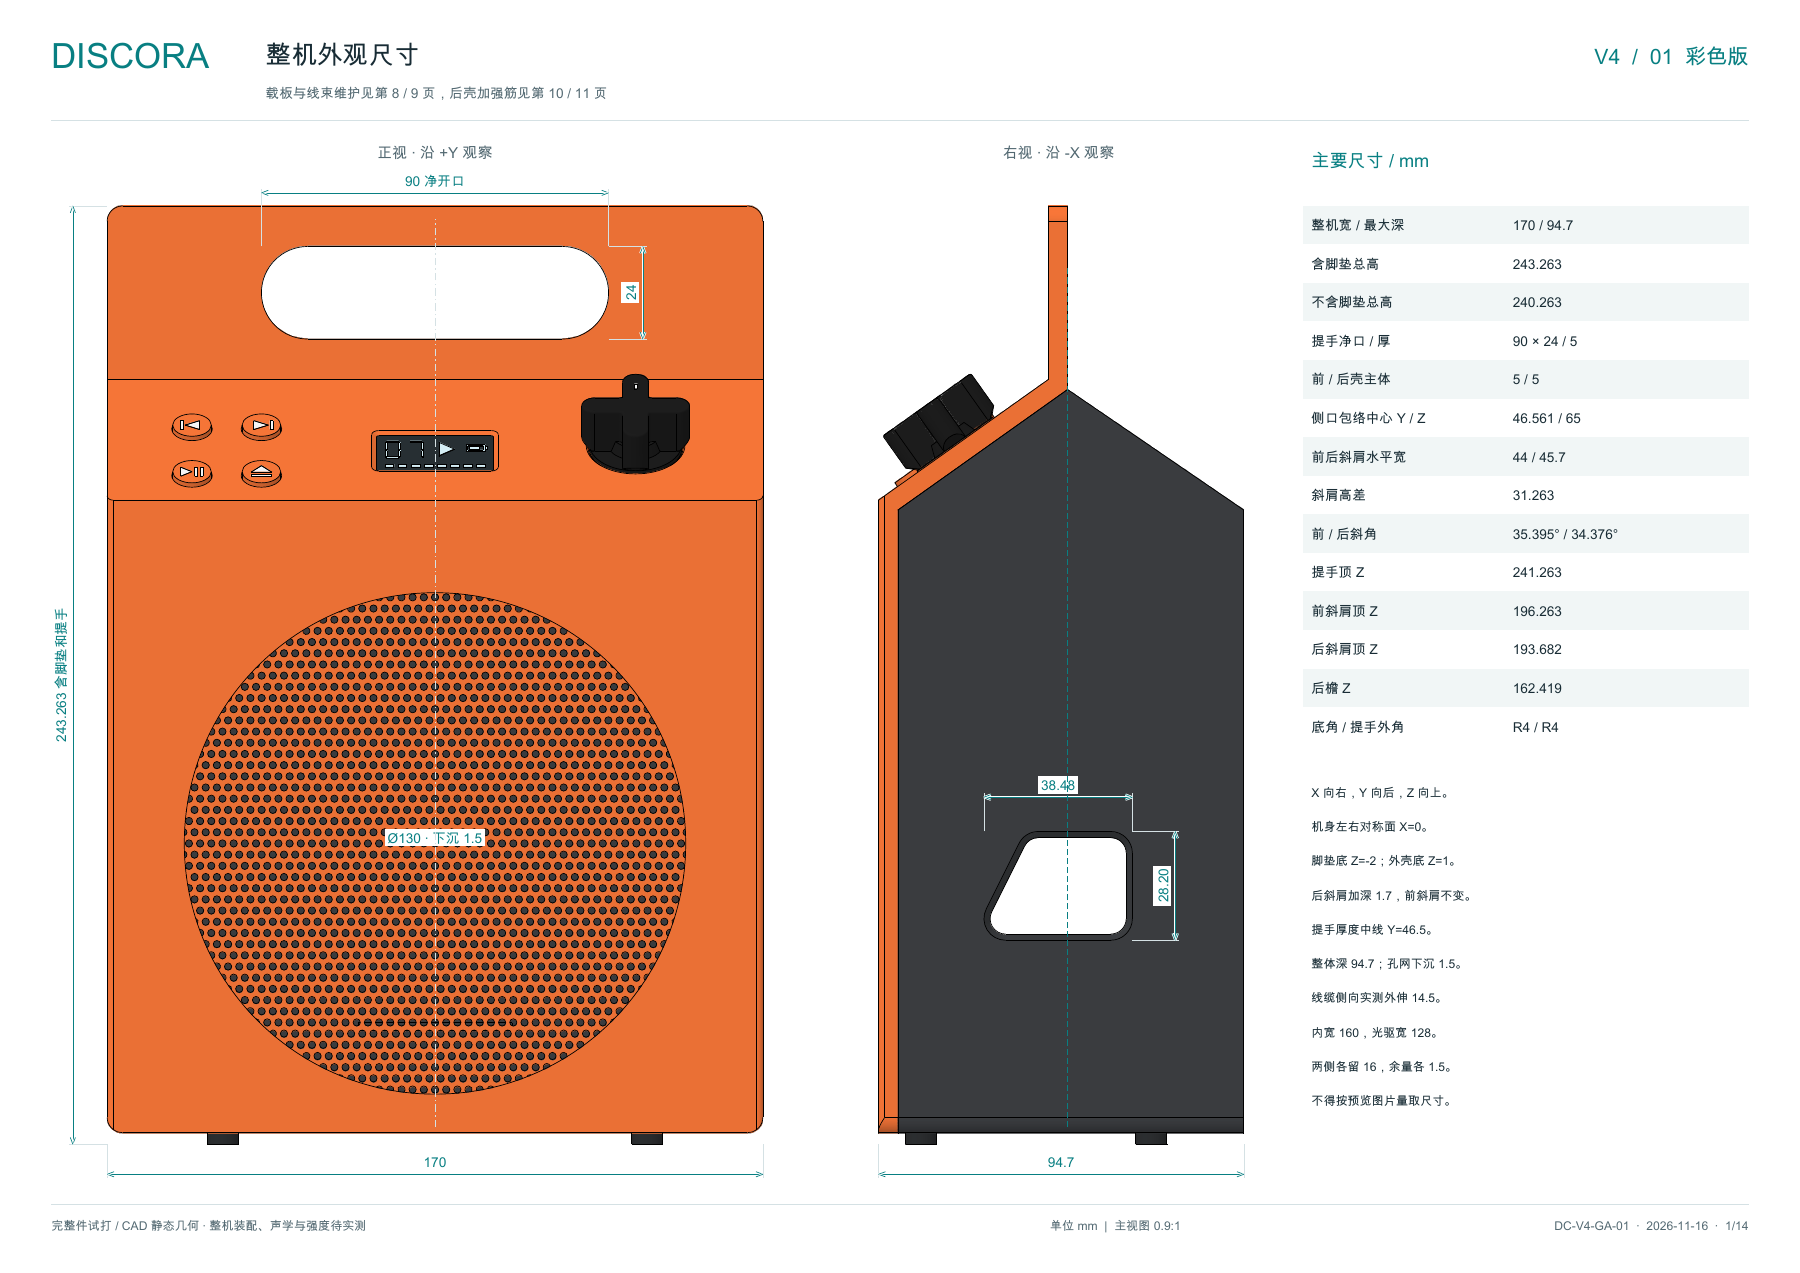 DISCORA
整机外观尺寸
V4 / 01 彩色版
载板与线束维护见第 8 / 9 页，后壳加强筋见第 10 / 11 页
正视 · 沿 +Y 观察
右视 · 沿 -X 观察
90 净开口
24
07
243.263 含脚垫和提手
Ø130 · 下沉 1.5
170
38.48
28.20
94.7
主要尺寸 / mm
整机宽 / 最大深 170 / 94.7
含脚垫总高 243.263
不含脚垫总高 240.263
提手净口 / 厚 90 × 24 / 5
前 / 后壳主体 5 / 5
侧口包络中心 Y / Z 46.561 / 65
前后斜肩水平宽 44 / 45.7
斜肩高差 31.263
前 / 后斜角 35.395° / 34.376°
提手顶 Z 241.263
前斜肩顶 Z 196.263
后斜肩顶 Z 193.682
后檐 Z 162.419
底角 / 提手外角 R4 / R4
X 向右，Y 向后，Z 向上。
机身左右对称面 X=0。
脚垫底 Z=-2；外壳底 Z=1。
后斜肩加深 1.7，前斜肩不变。
提手厚度中线 Y=46.5。
整体深 94.7；孔网下沉 1.5。
线缆侧向实测外伸 14.5。
内宽 160，光驱宽 128。
两侧各留 16，余量各 1.5。
不得按预览图片量取尺寸。
完整件试打 / CAD 静态几何 · 整机装配、声学与强度待实测
单位 mm | 主视图 0.9:1
DC-V4-GA-01 · 2026-11-16 · 1/14